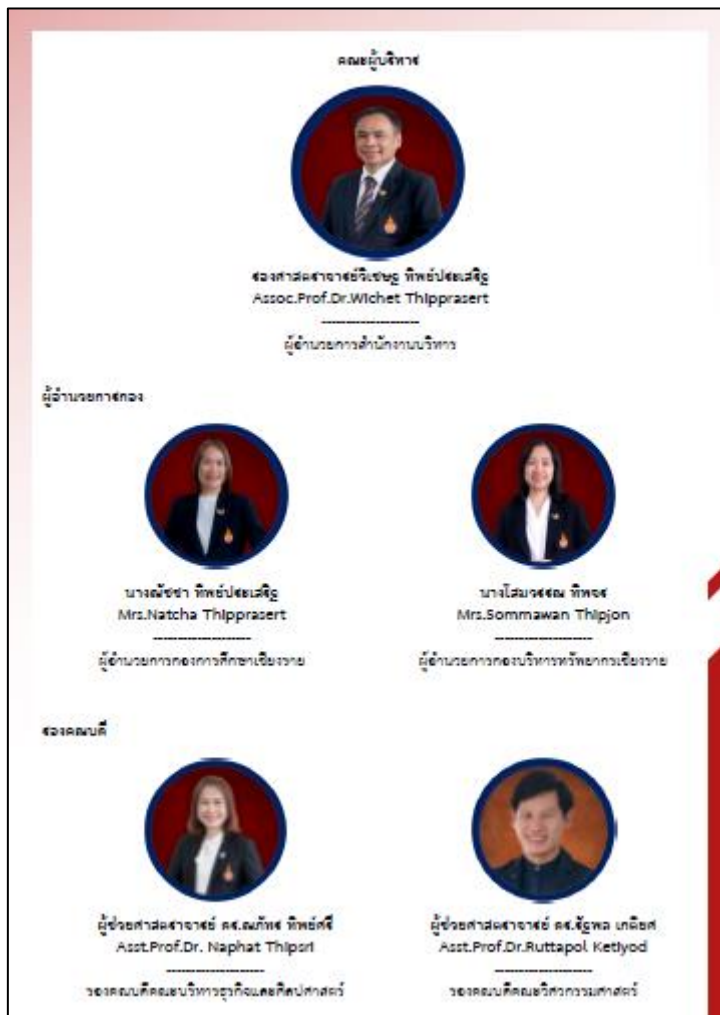 คณะผู้บริหาร
รองศาสตราจารย์วิเชษฐ ทิพย์ประเสริฐ
Assoc.Prof.Dr.Wichet Thipprasert
--------------------
ผู้อำนวยการสำนักงานบริหาร
ผู้อำนวยการกอง
นางณัชชา ทิพย์ประเสริฐ
Mrs.Natcha Thipprasert
--------------------
ผู้อำนวยการกองการศึกษาเชียงราย
นางโสมวรรณ ทิพจร
Mrs.Sommawan Thipjon
--------------------
ผู้อำนวยการกองบริหารทรัพยากรเชียงราย
รองคณบดี
ผู้ช่วยศาสตราจารย์ ดร.ณภัทร ทิพย์ศรี
Asst.Prof.Dr. Naphat Thipsri
--------------------
รองคณบดีคณะบริหารธุรกิจและศิลปศาสตร์
ผู้ช่วยศาสตราจารย์ ดร.รัฐพล เกติยศ
Asst.Prof.Dr.Ruttapol Ketiyod
--------------------
รองคณบดีคณะวิศวกรรมศาสตร์